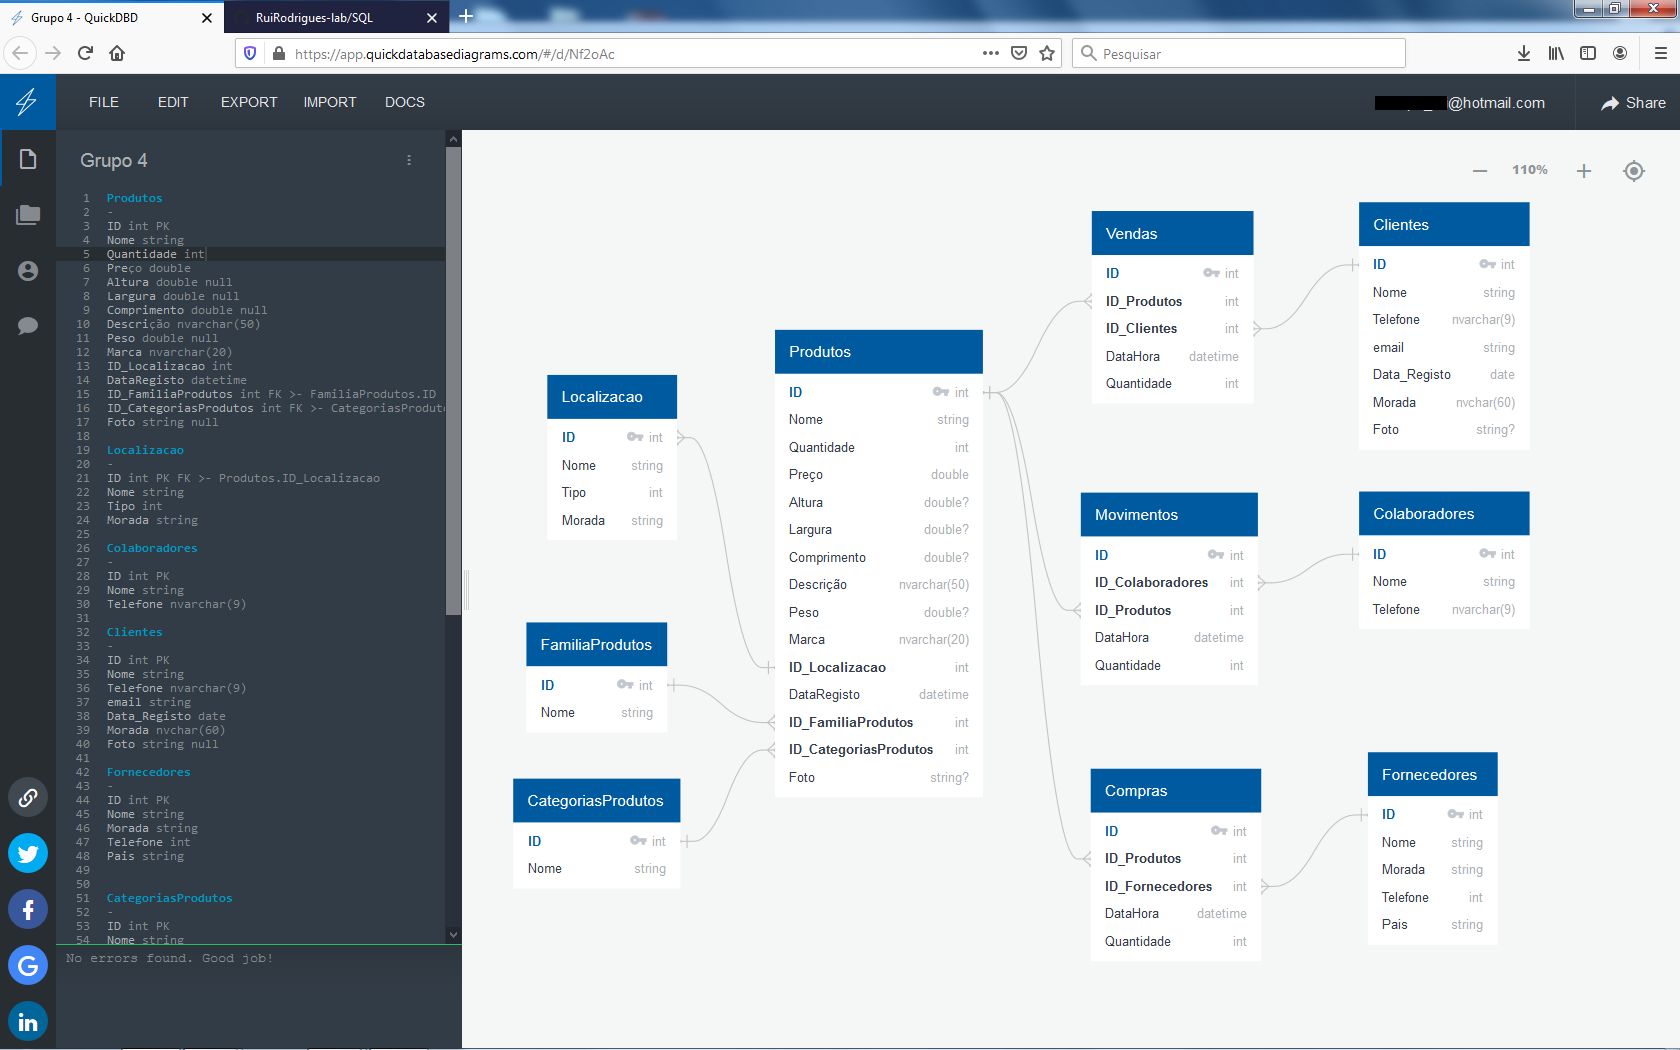 Grupo 4 - QuickDBD
RuiRodrigues-lab/SQL
https://app.quickdatabasediagrams.com/#/d/Nf2oAc
Pesquisar
FILE
EDIT
EXPORT
IMPORT
DOCS
@hotmail.com
Share
Grupo 4
1 Produtos
2 -
3 ID int PK
4 Nome string
5 Quantidade int
6 Preço double
7 Altura double null
8 Largura double null
9 Comprimento double null
10 Descrição nvarchar(50)
11 Peso double null
12 Marca nvarchar(20)
13 ID_Localizacao int
14 DataRegisto datetime
15 ID_FamiliaProdutos int FK >- FamiliaProdutos.ID
16 ID_CategoriasProdutos int FK >- CategoriasProdut
17 Foto string null
18
19 Localizacao
20 -
21 ID int PK FK >- Produtos.ID_Localizacao
22 Nome string
23 Tipo int
24 Morada string
25
26 Colaboradores
27 -
28 ID int PK
29 Nome string
30 Telefone nvarchar(9)
31
32 Clientes
33 -
34 ID int PK
35 Nome string
36 Telefone nvarchar(9)
37 email string
38 Data_Registo date
39 Morada nvchar(60)
40 Foto string null
41
42 Fornecedores
43 -
44 ID int PK
45 Nome string
46 Morada string
47 Telefone int
48 Pais string
49
50
51 CategoriasProdutos
52 -
53 ID int PK
54 Nome string
No errors found. Good job!
110%
Localizacao
ID int
Nome string
Tipo int
Morada string
FamiliaProdutos
ID int
Nome string
CategoriasProdutos
ID int
Nome string
Produtos
ID int
Nome string
Quantidade int
Preço double
Altura double?
Largura double?
Comprimento double?
Descrição nvarchar(50)
Peso double?
Marca nvarchar(20)
ID_Localizacao int
DataRegisto datetime
ID_FamiliaProdutos int
ID_CategoriasProdutos int
Foto string?
Vendas
ID int
ID_Produtos int
ID_Clientes int
DataHora datetime
Quantidade int
Movimentos
ID int
ID_Colaboradores int
ID_Produtos int
DataHora datetime
Quantidade int
Compras
ID int
ID_Produtos int
ID_Fornecedores int
DataHora datetime
Quantidade int
Clientes
ID int
Nome string
Telefone nvarchar(9)
email string
Data_Registo date
Morada nvchar(60)
Foto string?
Colaboradores
ID int
Nome string
Telefone nvarchar(9)
Fornecedores
ID int
Nome string
Morada string
Telefone int
Pais string